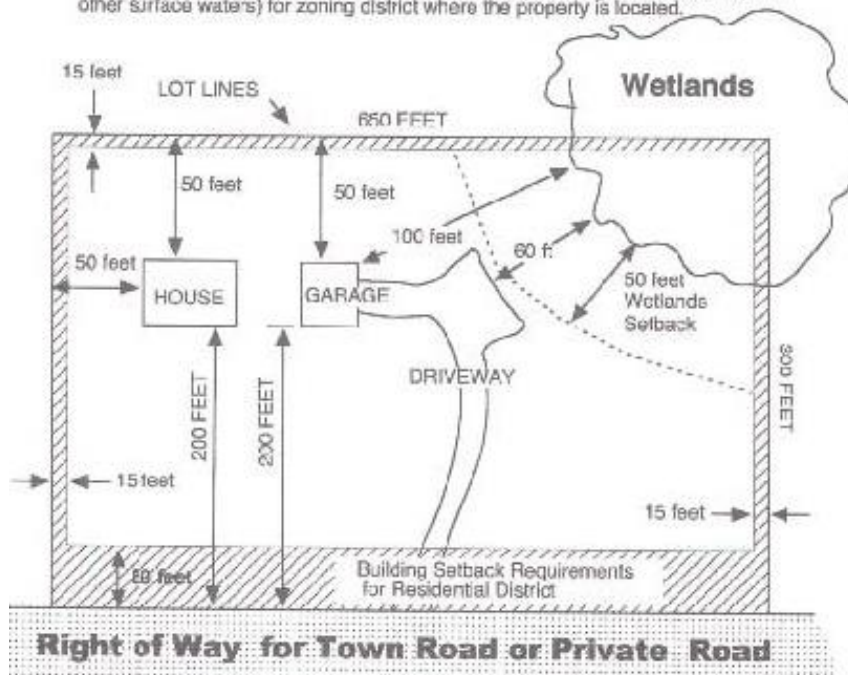 other surface waters) for zoning district where the property is located.
15 feet
LOT LINES
650 FEET
Wetlands
50 feet
50 feet
100 feet
60 ft
50 feet
HOUSE
GARAGE
50 feet
Wetlands
Setback
DRIVEWAY
200 FEET
200 FEET
300 FEET
15 feet
15 feet
feet
Building Setback Requirements
for Residential District
Right of Way for Town Road or Private Road